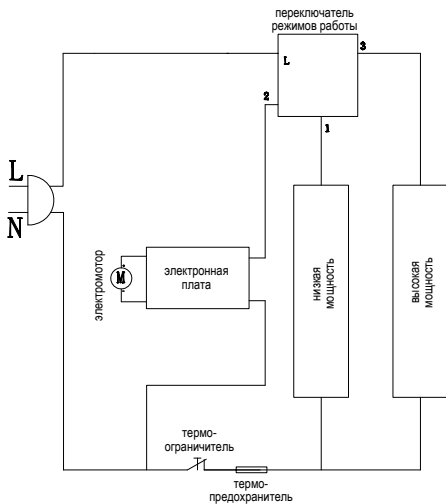 переключатель
режимов работы
3
L
2
1
L
N
электромотор
M
электронная
плата
низкая
мощность
высокая
мощность
термо-
ограничитель
термо-
предохранитель